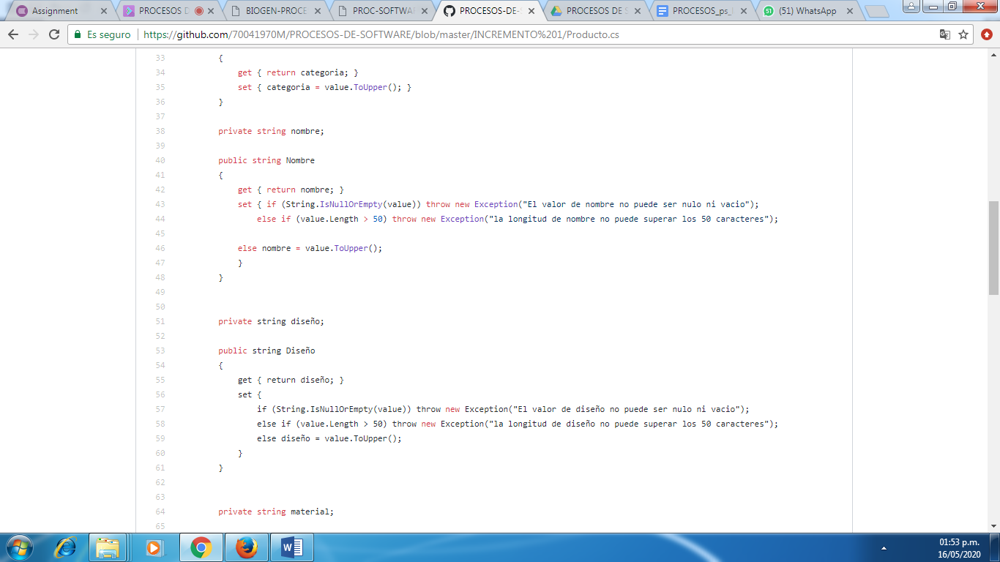 Assignment
PROCESOS D
BIOGEN-PROCE
PROC-SOFTWA
PROCESOS-DE-S
PROCESOS DE S
PROCESOS_ps_
(51) WhatsApp
Es seguro
https://github.com/70041970M/PROCESOS-DE-SOFTWARE/blob/master/INCREMENTO%201/Producto.cs
33 {
34 get { return categoria; }
35 set { categoria = value.ToUpper(); }
36 }
37
38 private string nombre;
39
40 public string Nombre
41 {
42 get { return nombre; }
43 set { if (String.IsNullOrEmpty(value)) throw new Exception("El valor de nombre no puede ser nulo ni vacio");
44 else if (value.Length > 50) throw new Exception("la longitud de nombre no puede superar los 50 caracteres");
45
46 else nombre = value.ToUpper();
47 }
48 }
49
50
51 private string diseño;
52
53 public string Diseño
54 {
55 get { return diseño; }
56 set {
57 if (String.IsNullOrEmpty(value)) throw new Exception("El valor de diseño no puede ser nulo ni vacio");
58 else if (value.Length > 50) throw new Exception("la longitud de diseño no puede superar los 50 caracteres");
59 else diseño = value.ToUpper();
60 }
61 }
62
63
64 private string material;
65
01:53 p.m.
16/05/2020